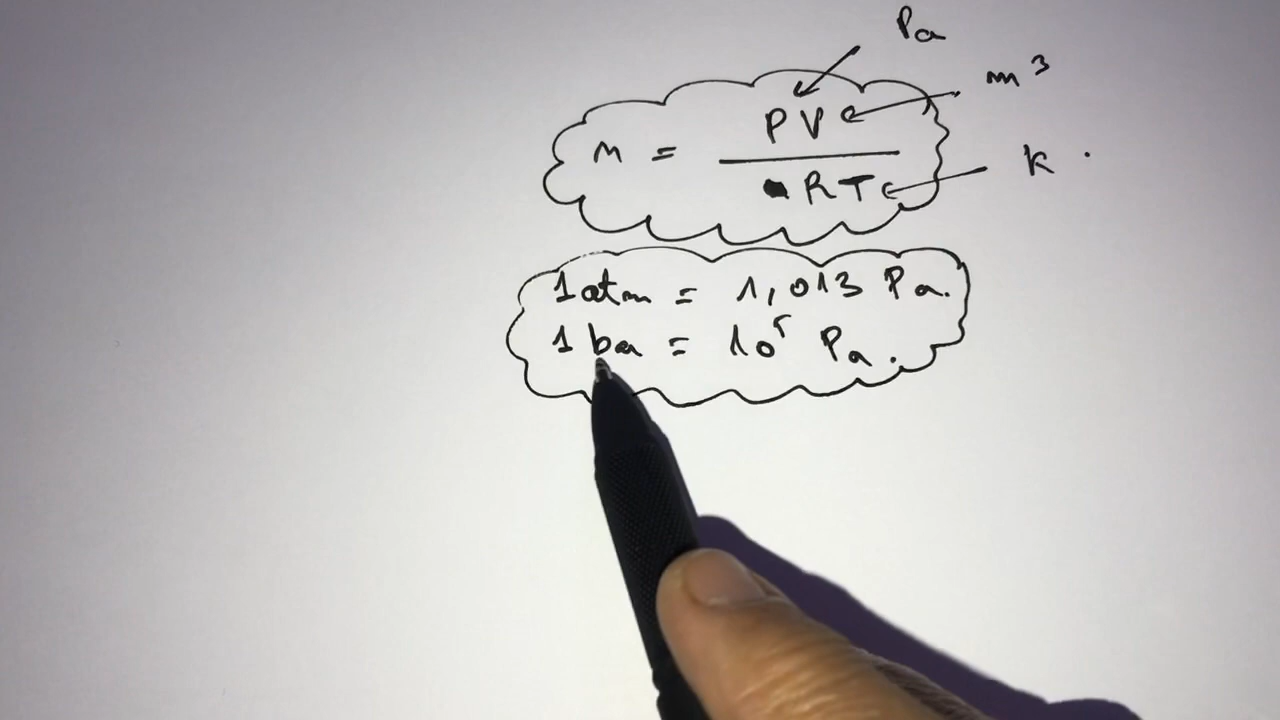 Pa
m³
n = PV / RT
K.
1 atm = 1,013 Pa.
1 ba = 10⁵ Pa.